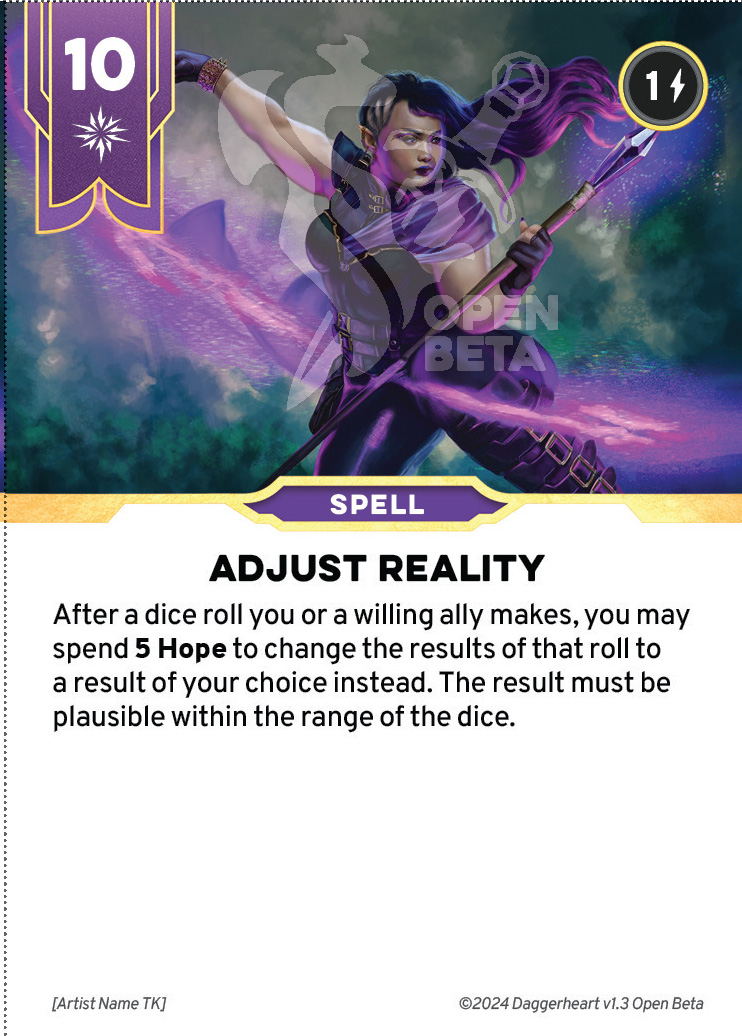 10
1
OPEN
BETA
SPELL
ADJUST REALITY
After a dice roll you or a willing ally makes, you may
spend 5 Hope to change the results of that roll to
a result of your choice instead. The result must be
plausible within the range of the dice.
[Artist Name TK]
©2024 Daggerheart v1.3 Open Beta